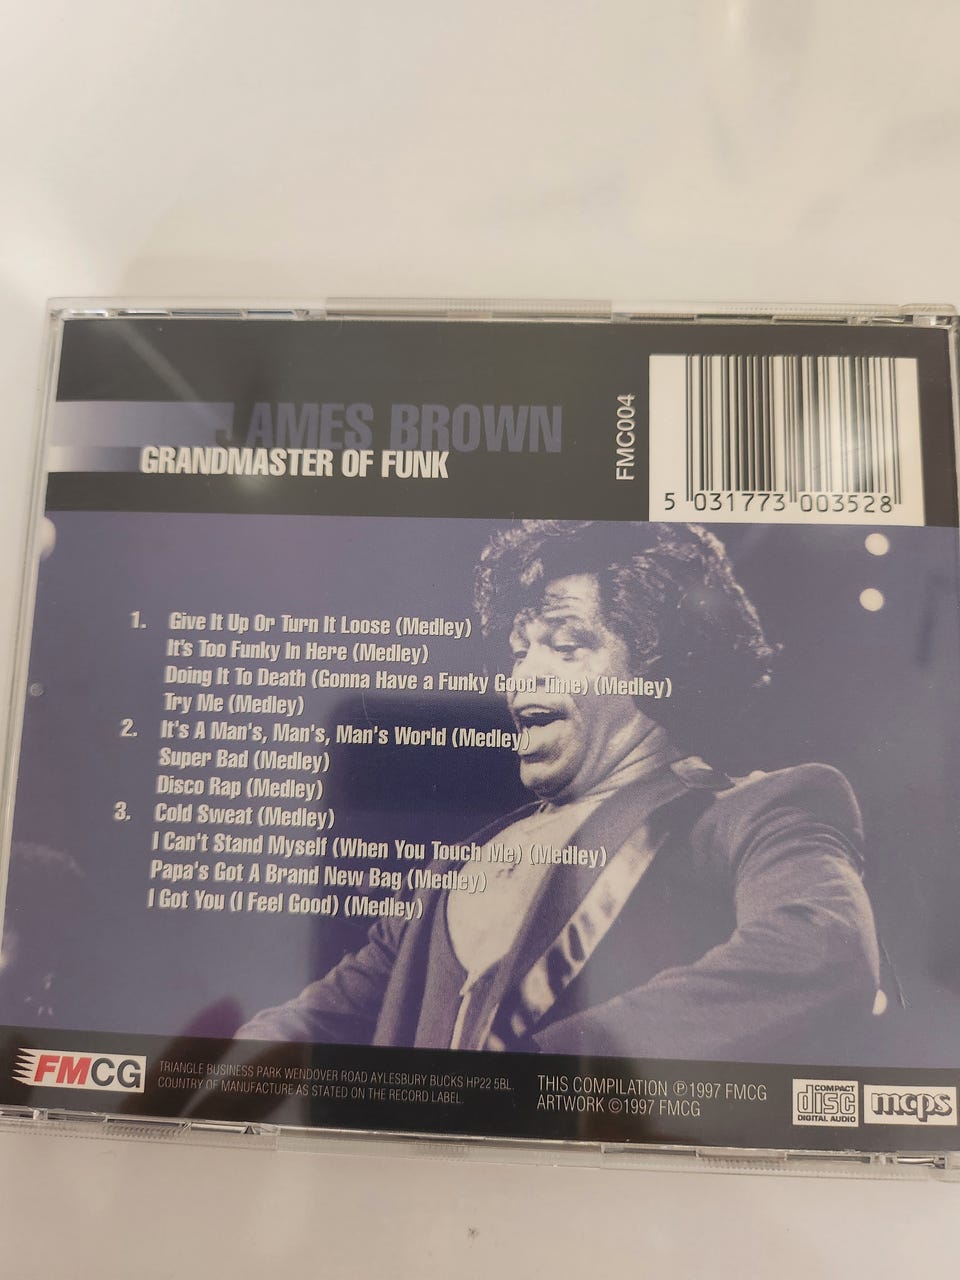 JAMES BROWN
GRANDMASTER OF FUNK
FMC004
5 031773 003528
1. Give It Up Or Turn It Loose (Medley)
It's Too Funky In Here (Medley)
Doing It To Death (Gonna Have a Funky Good Time) (Medley)
Try Me (Medley)
2. It's A Man's, Man's, Man's World (Medley)
Super Bad (Medley)
Disco Rap (Medley)
3. Cold Sweat (Medley)
I Can't Stand Myself (When You Touch Me) (Medley)
Papa's Got A Brand New Bag (Medley)
I Got You (I Feel Good) (Medley)
FMCG
TRIANGLE BUSINESS PARK WENDOVER ROAD AYLESBURY BUCKS HP22 5BL.
COUNTRY OF MANUFACTURE AS STATED ON THE RECORD LABEL.
THIS COMPILATION ℗1997 FMCG
ARTWORK ©1997 FMCG
COMPACT
disc
DIGITAL AUDIO
mcps